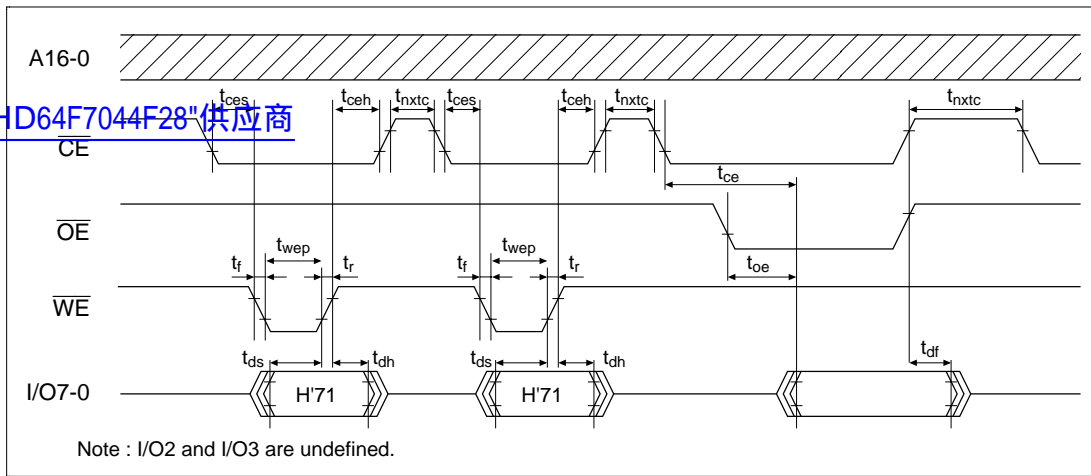 A16-0
tces tceh tnxtc tces tceh tnxtc tnxtc
HD64F7044F28"供应商
CE
tce
OE
twep twep toe
tf tr tf tr
WE
tds tdh tds tdh tdf
I/O7-0 H'71 H'71
Note : I/O2 and I/O3 are undefined.